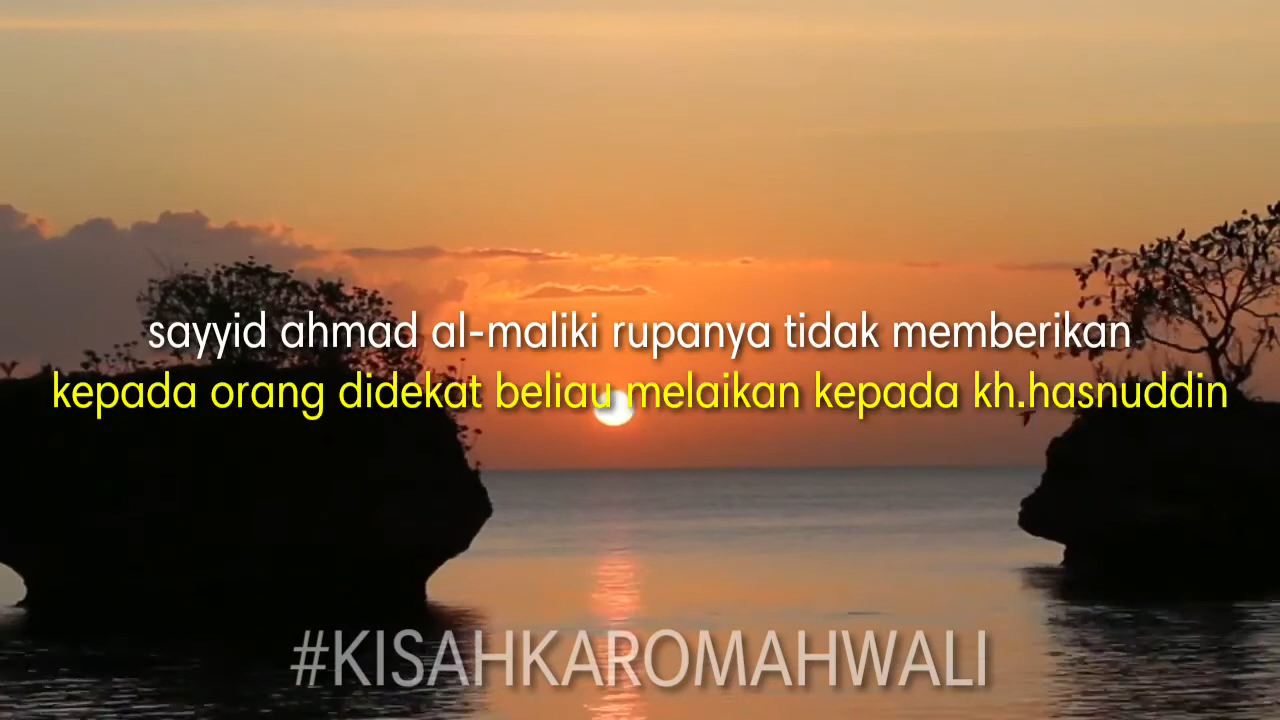 sayyid ahmad al-maliki rupanya tidak memberikan
kepada orang didekat beliau melaikan kepada kh.hasnuddin
#KISAHKAROMAHWALI